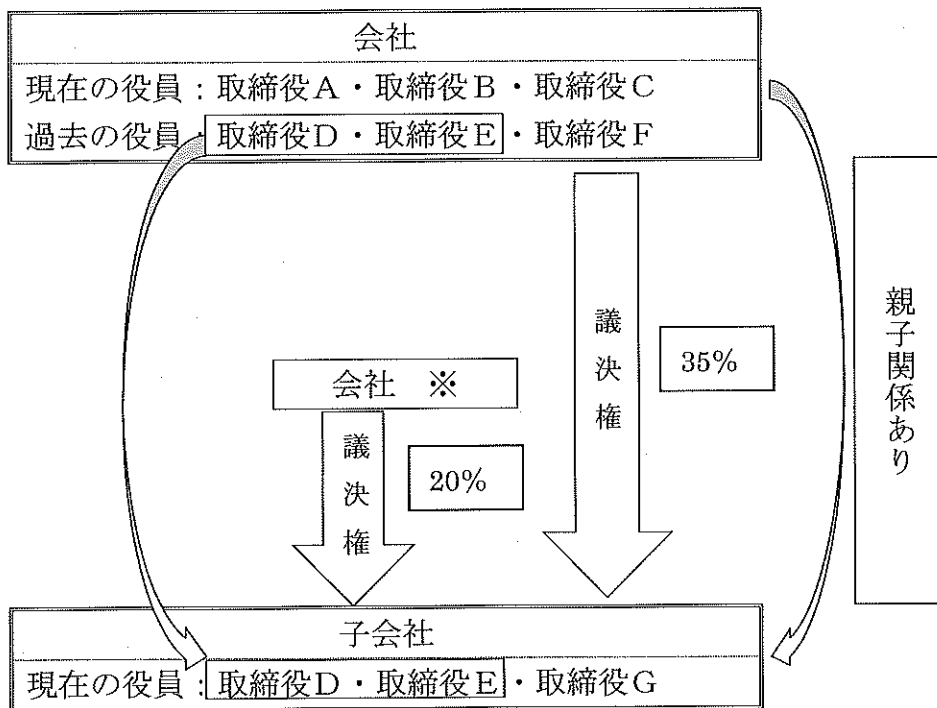 会社
現在の役員：取締役A・取締役B・取締役C
過去の役員：取締役D・取締役E・取締役F
親子関係あり
議決権
35%
会社　※
議決権
20%
子会社
現在の役員：取締役D・取締役E・取締役G